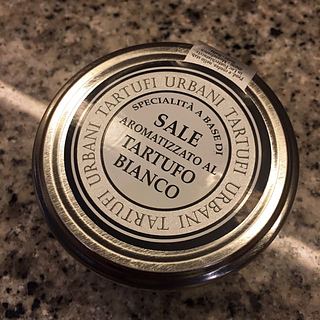 TARTUFI URBANI TARTUFI URBANI TARTUFI URBANI
SPECIALITÀ A BASE DI
SALE
AROMATIZZATO AL
TARTUFO
BIANCO